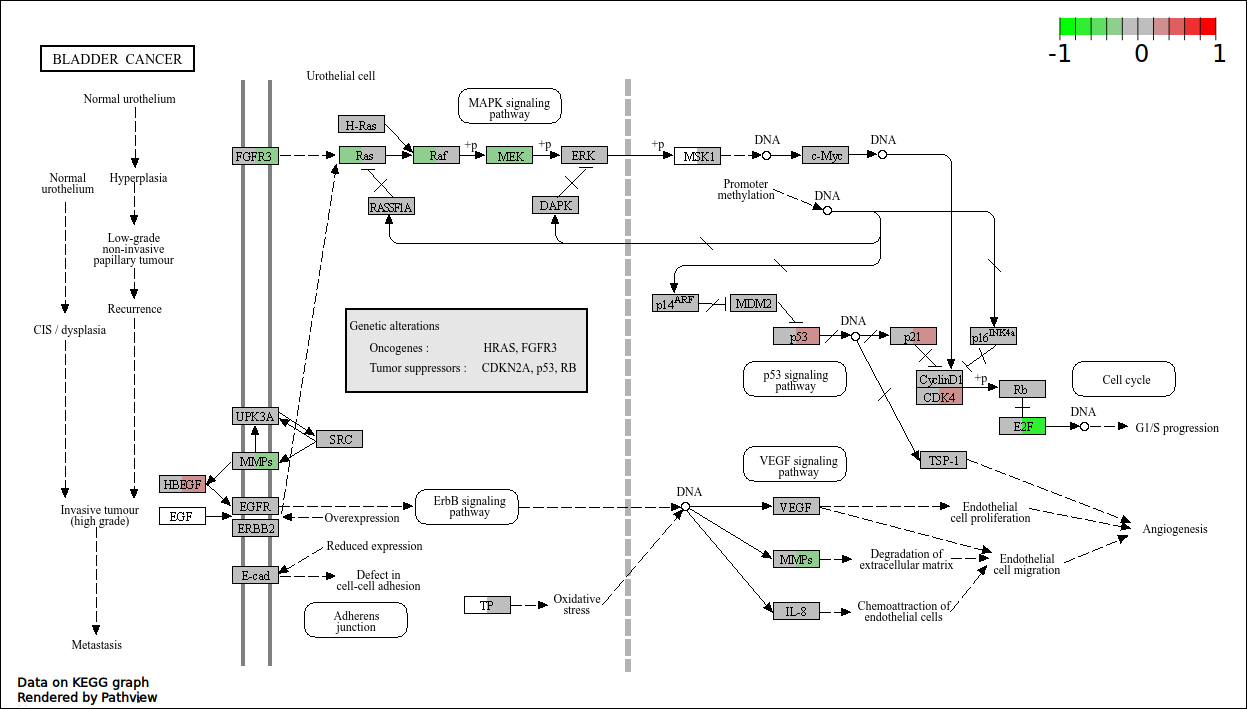 BLADDER CANCER
-1 0 1
Urothelial cell
Normal urothelium
Hyperplasia
Low-grade
non-invasive
papillary tumour
Recurrence
Normal
urothelium
CIS / dysplasia
Invasive tumour
(high grade)
Metastasis
MAPK signaling
pathway
H-Ras
FGFR3
Ras
Raf
+p
MEK
+p
ERK
+p
MSK1
DNA
c-Myc
DNA
RASSF1A
DAPK
Promoter
methylation
DNA
p14ARF
MDM2
p53
DNA
p21
p16INK4a
Genetic alterations
Oncogenes : HRAS, FGFR3
Tumor suppressors : CDKN2A, p53, RB
p53 signaling
pathway
CyclinD1
CDK4
+p
Rb
Cell cycle
E2F
DNA
G1/S progression
UPK3A
SRC
MMPs
HBEGF
EGF
EGFR
ERBB2
Overexpression
ErbB signaling
pathway
Reduced expression
E-cad
Defect in
cell-cell adhesion
Adherens
junction
TP
Oxidative
stress
VEGF signaling
pathway
TSP-1
DNA
VEGF
Endothelial
cell proliferation
Angiogenesis
MMPs
Degradation of
extracellular matrix
Endothelial
cell migration
IL-8
Chemoattraction of
endothelial cells
Data on KEGG graph
Rendered by Pathview